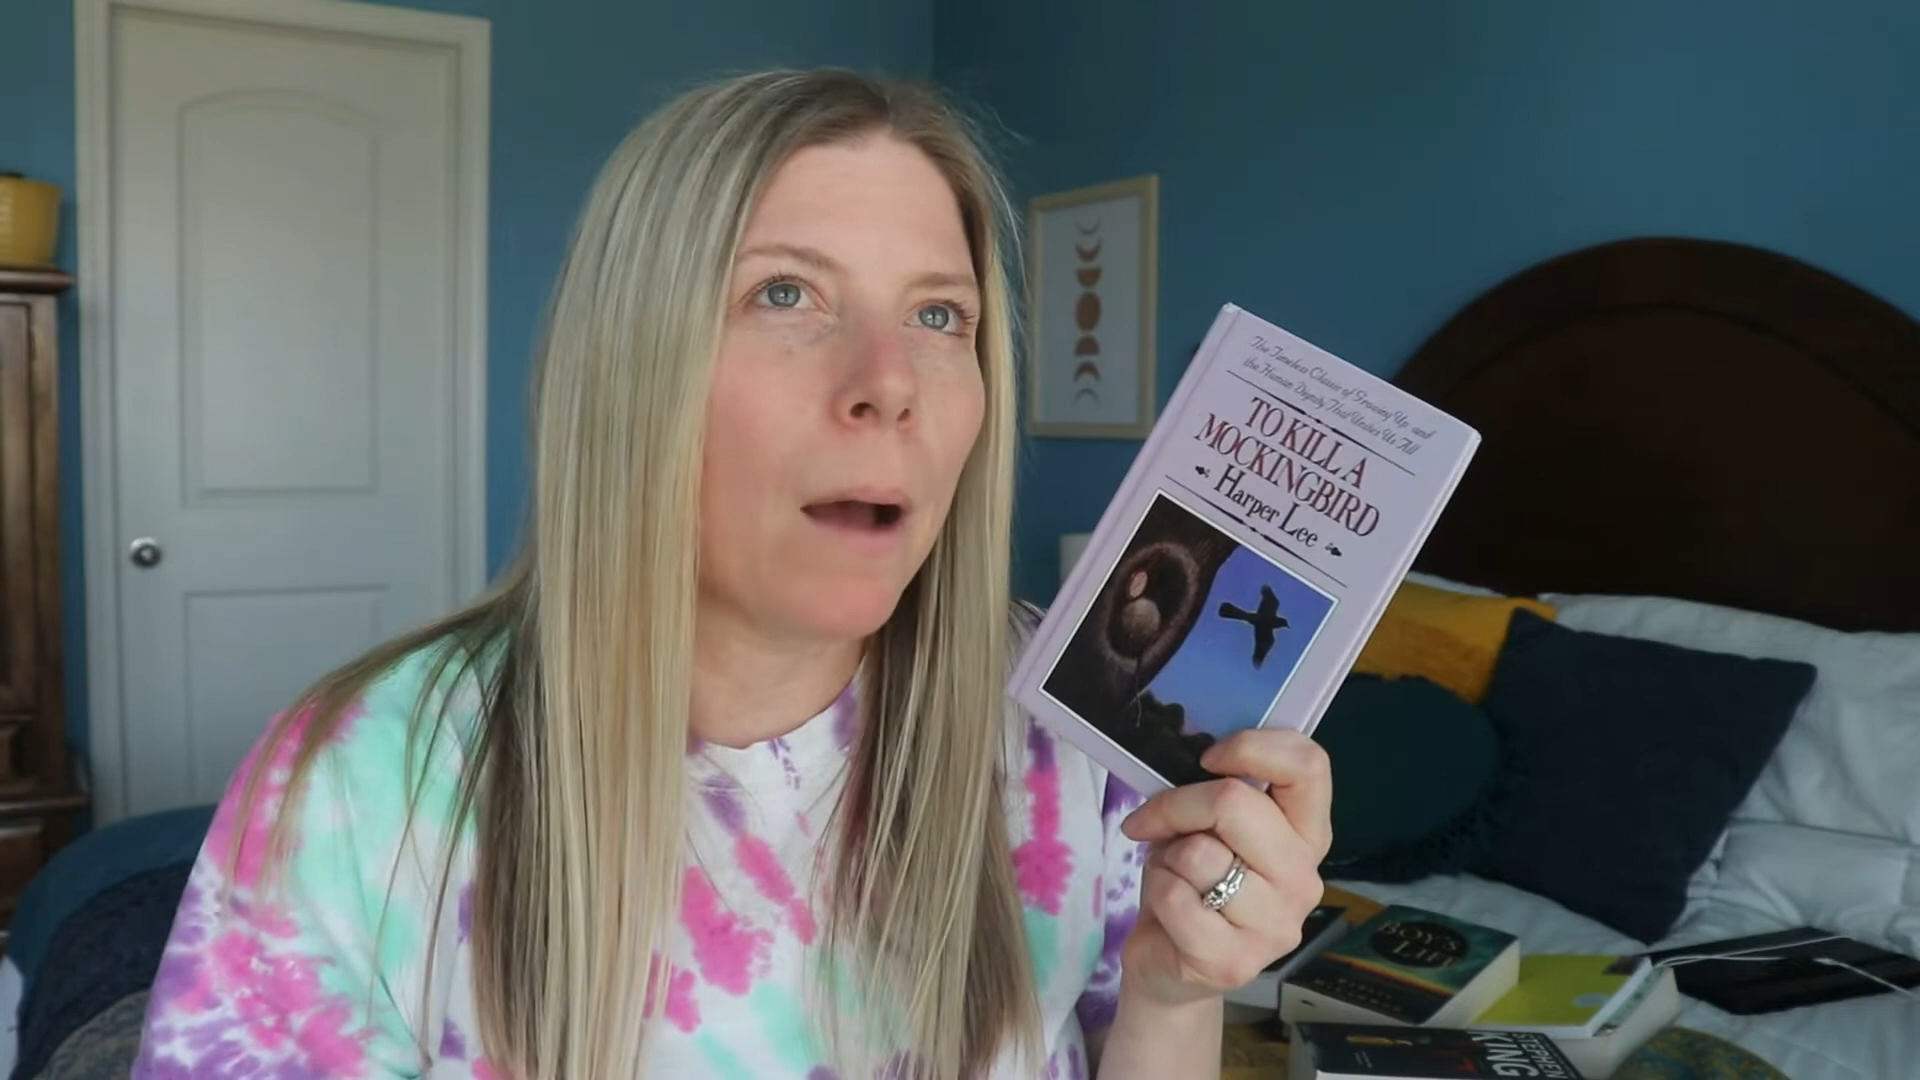 The Timeless Classic of Growing Up and
the Human Dignity That Unites Us All
TO KILL A
MOCKINGBIRD
Harper Lee
BOY'S
LIFE
STEPHEN
KING